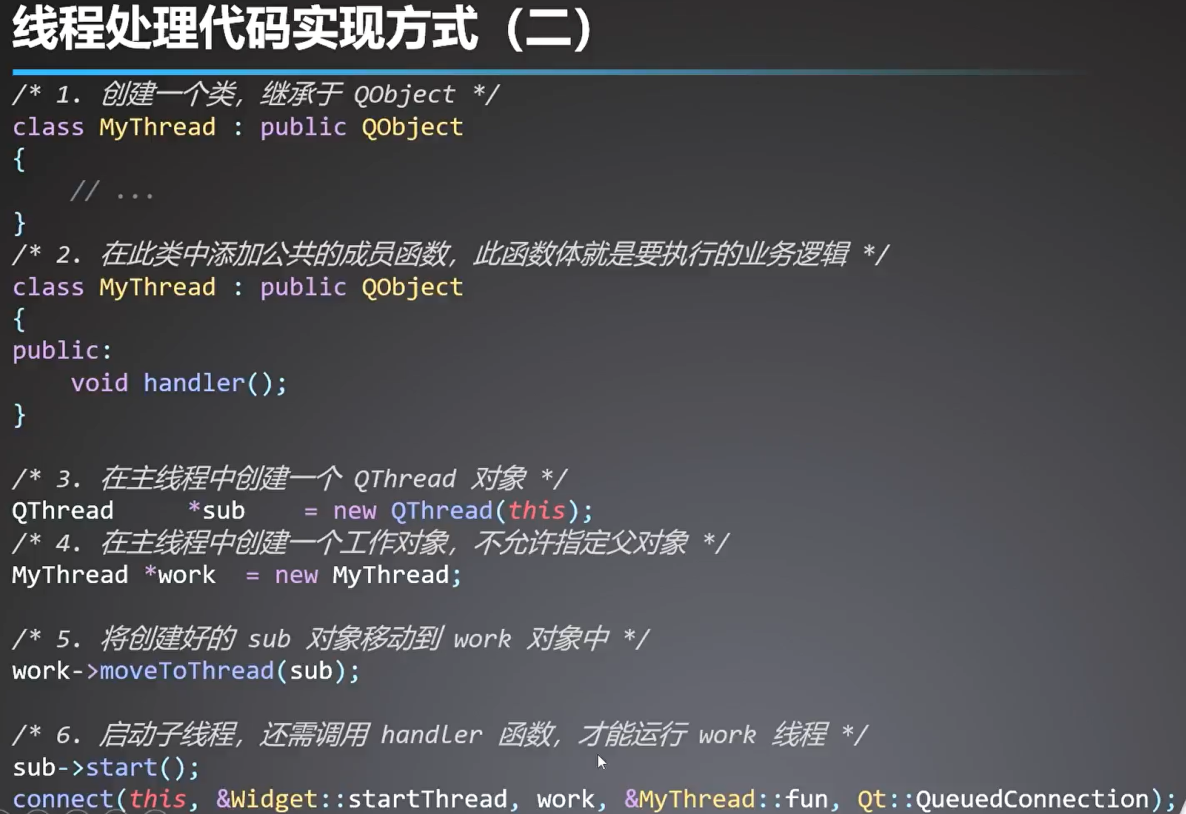 线程处理代码实现方式（二）
/* 1. 创建一个类，继承于 QObject */
class MyThread : public QObject
{
    // ...
}
/* 2. 在此类中添加公共的成员函数，此函数体就是要执行的业务逻辑 */
class MyThread : public QObject
{
public:
    void handler();
}
/* 3. 在主线程中创建一个 QThread 对象 */
QThread     *sub    = new QThread(this);
/* 4. 在主线程中创建一个工作对象，不允许指定父对象 */
MyThread *work  = new MyThread;
/* 5. 将创建好的 sub 对象移动到 work 对象中 */
work->moveToThread(sub);
/* 6. 启动子线程，还需调用 handler 函数，才能运行 work 线程 */
sub->start();
connect(this, &Widget::startThread, work, &MyThread::fun, Qt::QueuedConnection);